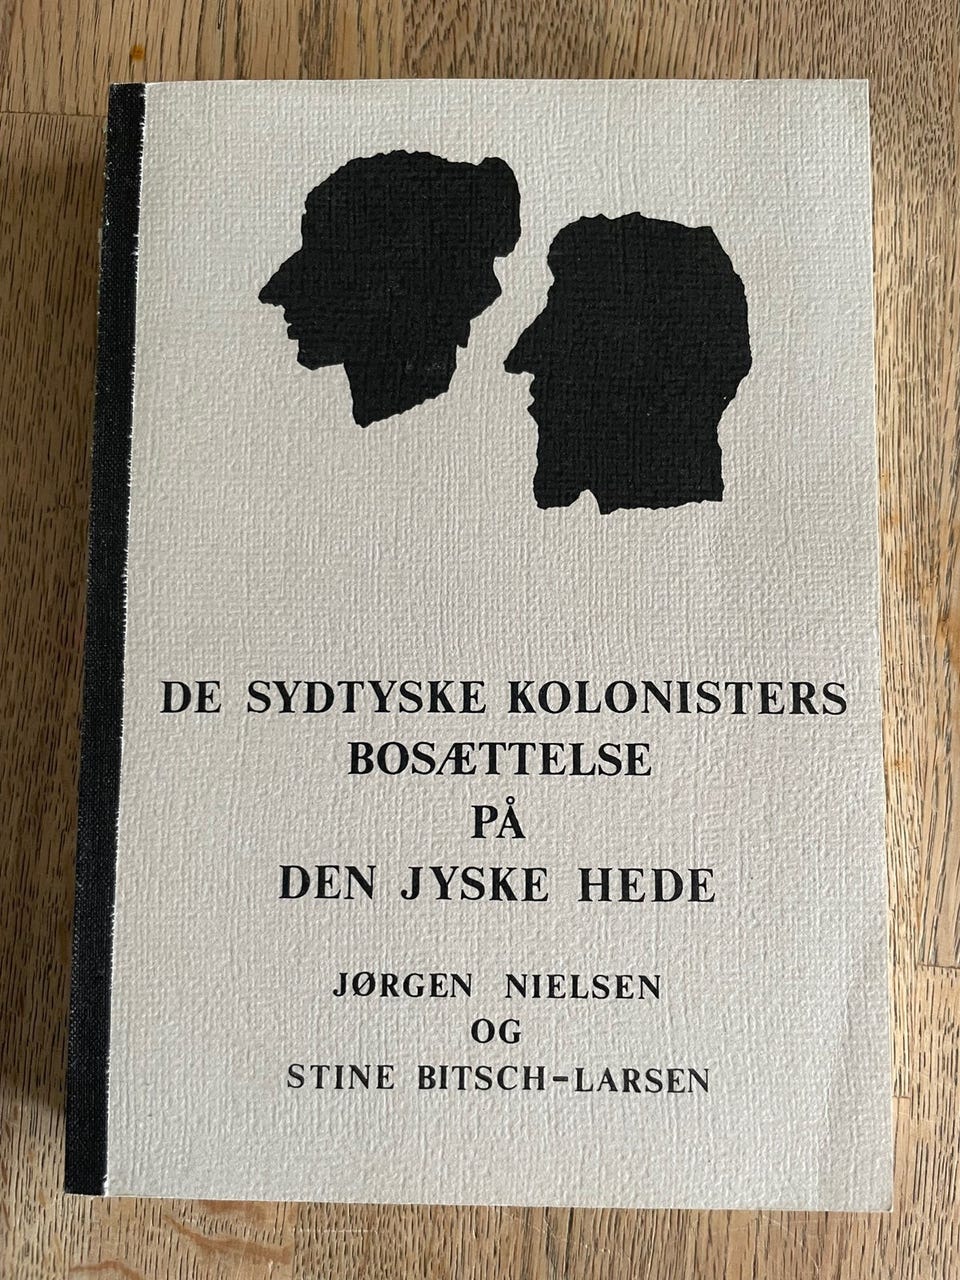 DE SYDTYSKE KOLONISTERS
BOSÆTTELSE
PÅ
DEN JYSKE HEDE
JØRGEN NIELSEN
OG
STINE BITSCH-LARSEN